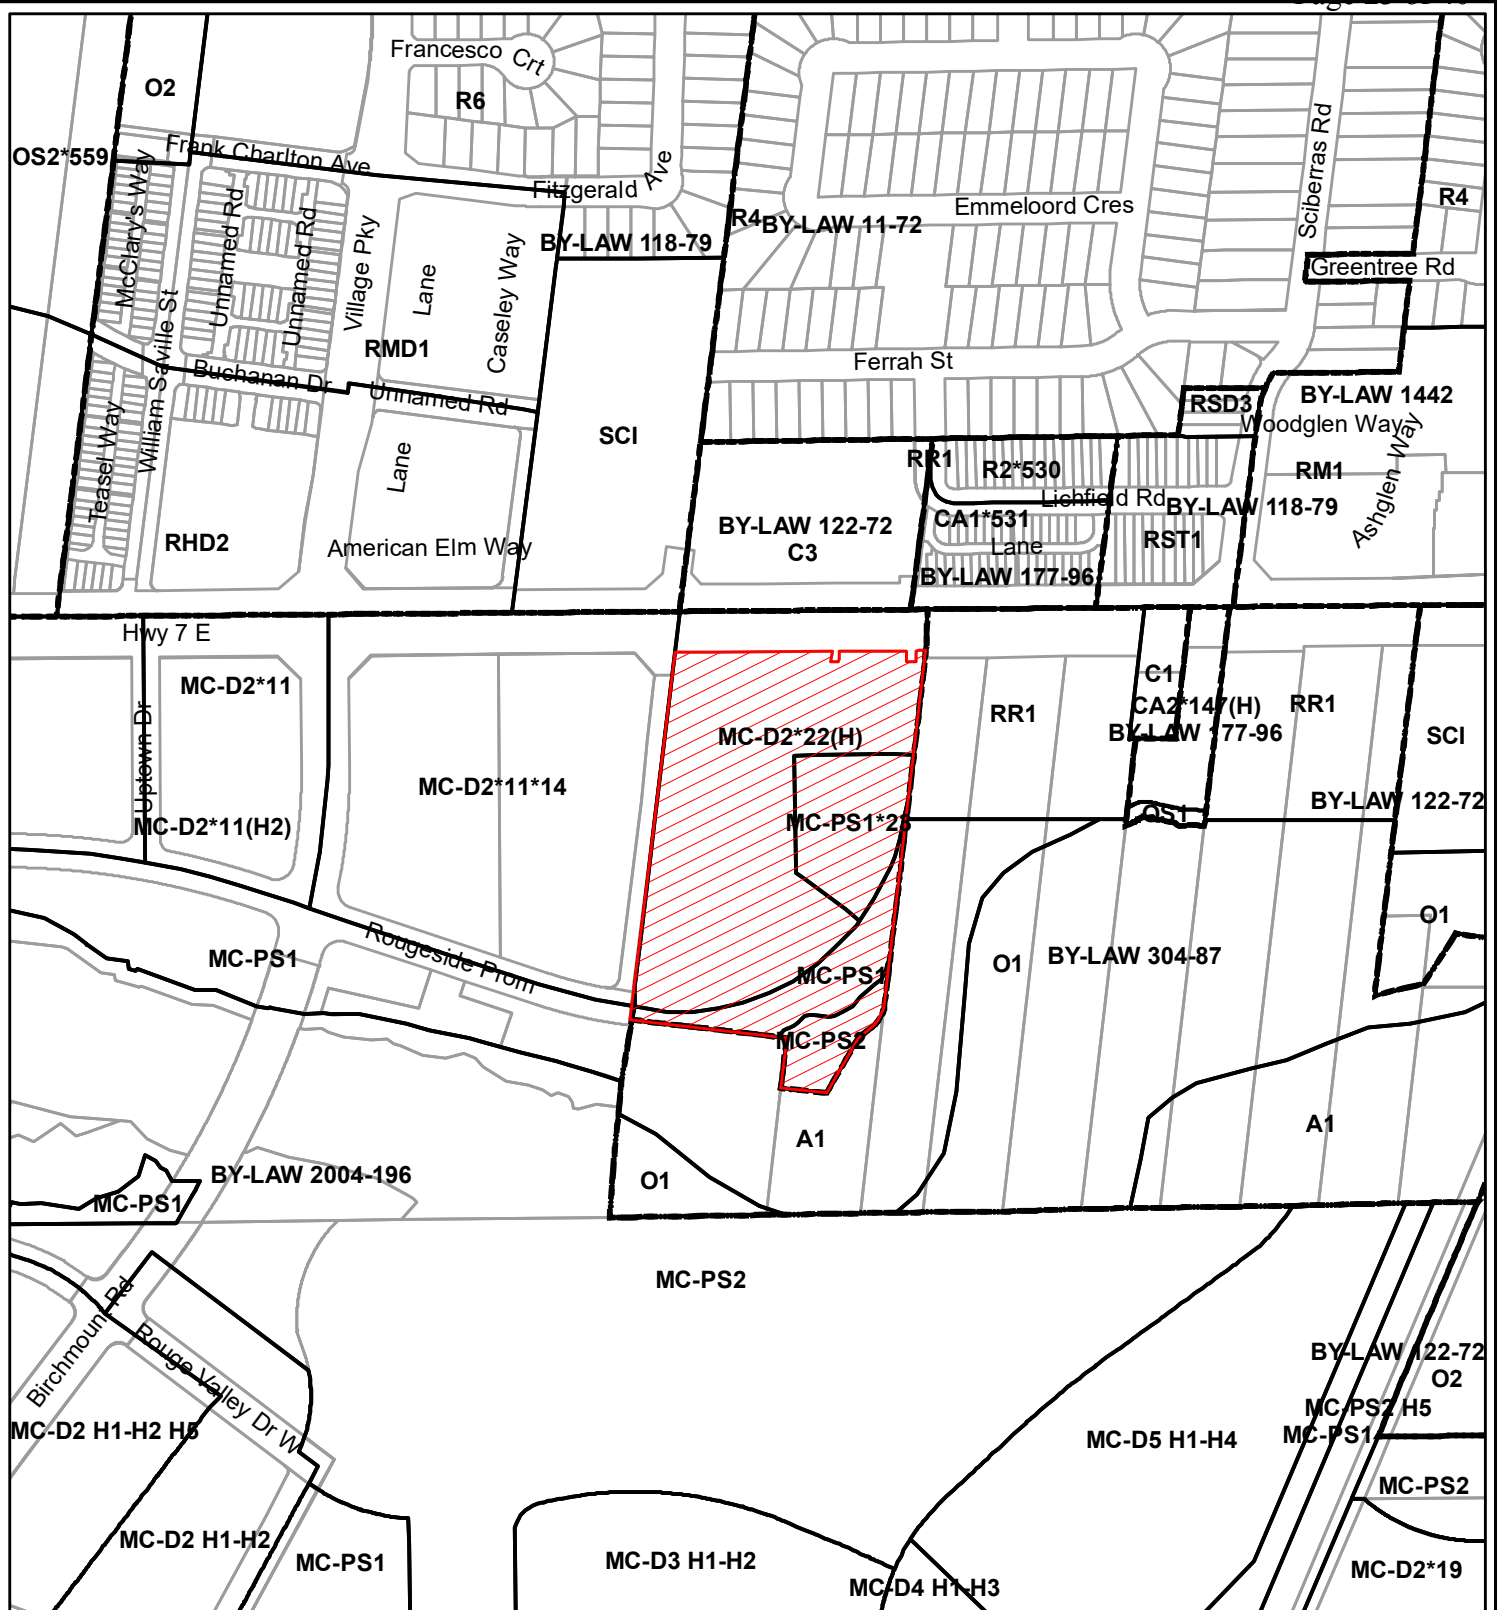 Francesco Crt
O2
R6
Frank Charlton Ave
OS2*559
Fitzgerald Ave
McClary's Way
Unnamed Rd
Unnamed Rd
Village Pky
Lane
Caseley Way
BY-LAW 118-79
R4
BY-LAW 11-72
Emmeloord Cres
Sciberras Rd
R4
Greentree Rd
William Saville St
RMD1
Ferrah St
Buchanan Dr
Unnamed Rd
RSD3
BY-LAW 1442
Woodglen Way
Teasel Way
Lane
SCI
RR1
R2*530
RM1
Ashglen Way
Lichfield Rd
BY-LAW 118-79
BY-LAW 122-72
C3
CA1*531
Lane
RST1
RHD2
American Elm Way
BY-LAW 177-96
Hwy 7 E
MC-D2*11
Uptown Dr
C1
CA2*147(H)
BY-LAW 177-96
RR1
RR1
SCI
MC-D2*22(H)
MC-D2*11*14
BY-LAW 122-72
OS1
MC-D2*11(H2)
MC-PS1*23
O1
Rougeside Prom
MC-PS1
MC-PS1
O1
BY-LAW 304-87
MC-PS2
A1
A1
O1
BY-LAW 2004-196
MC-PS1
MC-PS2
Birchmount Rd
Rouge Valley Dr W
BY-LAW 122-72
O2
MC-PS2 H5
MC-PS1
MC-D2 H1-H2 H5
MC-D5 H1-H4
MC-PS2
MC-D2 H1-H2
MC-PS1
MC-D3 H1-H2
MC-D4 H1-H3
MC-D2*19